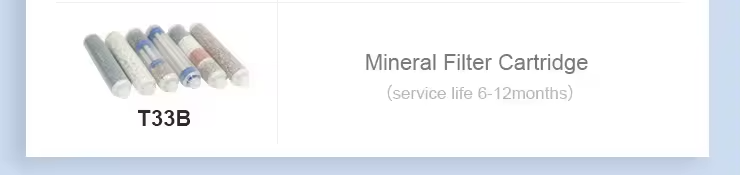 T33B
Mineral Filter Cartridge
（service life 6-12months）